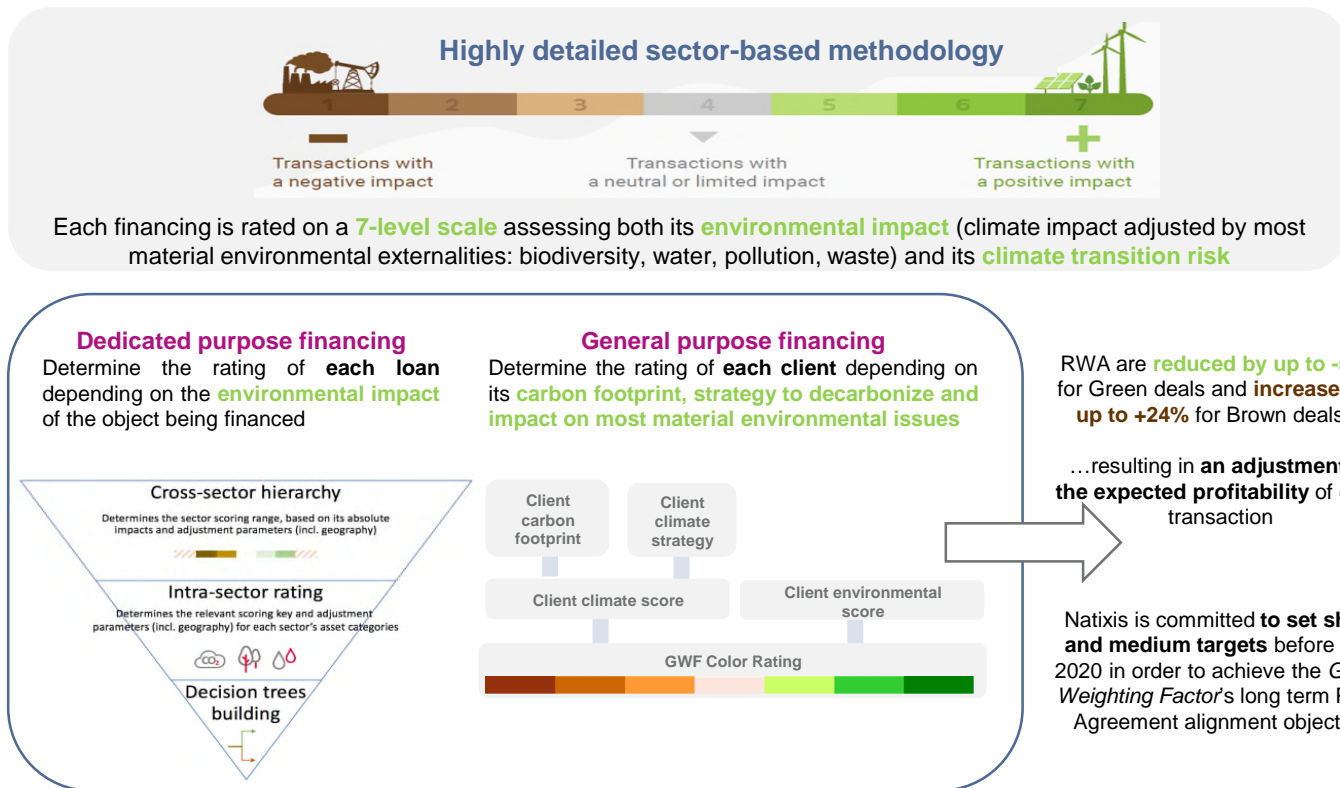 Highly detailed sector-based methodology
1 2 3 4 5 6 7
Transactions with
a negative impact
Transactions with
a neutral or limited impact
Transactions with
a positive impact
Each financing is rated on a 7-level scale assessing both its environmental impact (climate impact adjusted by most
material environmental externalities: biodiversity, water, pollution, waste) and its climate transition risk
Dedicated purpose financing
Determine the rating of each loan
depending on the environmental impact
of the object being financed
Cross-sector hierarchy
Determines the sector scoring range, based on its absolute
impacts and adjustment parameters (incl. geography)
Intra-sector rating
Determines the relevant scoring key and adjustment
parameters (incl. geography) for each sector's asset categories
CO2
Decision trees
building
General purpose financing
Determine the rating of each client depending on
its carbon footprint, strategy to decarbonize and
impact on most material environmental issues
Client
carbon
footprint
Client
climate
strategy
Client climate score
Client environmental
score
GWF Color Rating
RWA are reduced by up to
for Green deals and increase
up to +24% for Brown deals
…resulting in an adjustment
the expected profitability of
transaction
Natixis is committed to set sh
and medium targets before
2020 in order to achieve the G
Weighting Factor's long term
Agreement alignment object